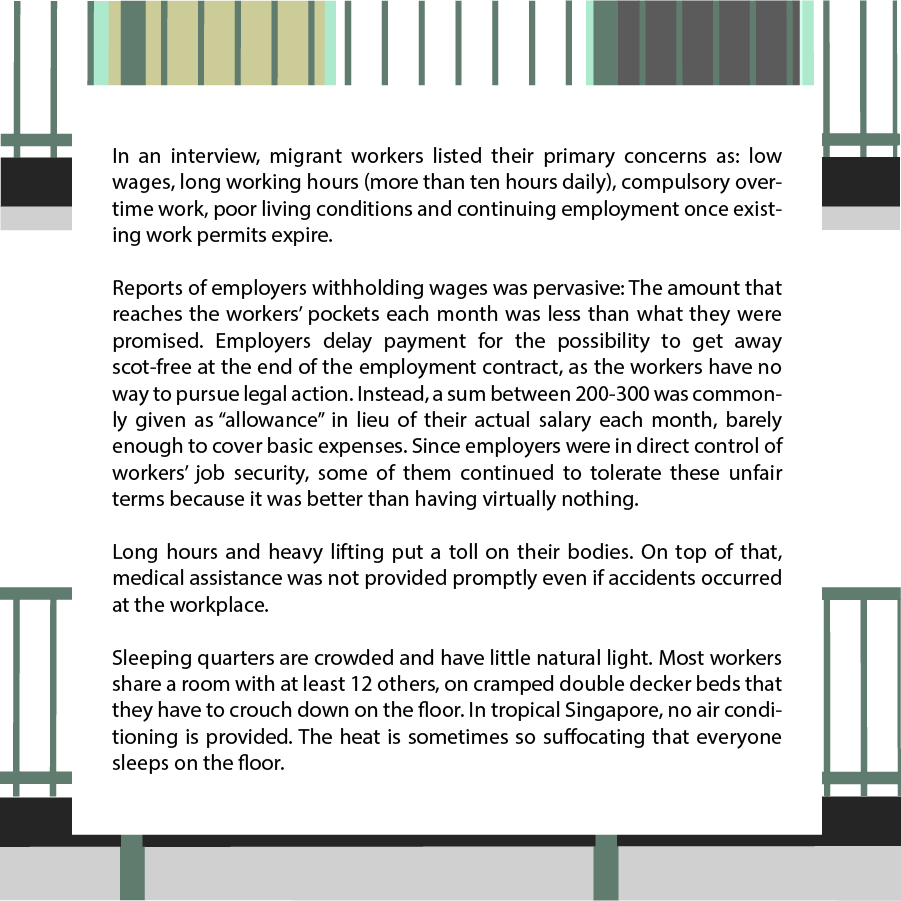 In an interview, migrant workers listed their primary concerns as: low
wages, long working hours (more than ten hours daily), compulsory over-
time work, poor living conditions and continuing employment once exist-
ing work permits expire.
Reports of employers withholding wages was pervasive: The amount that
reaches the workers’ pockets each month was less than what they were
promised. Employers delay payment for the possibility to get away
scot-free at the end of the employment contract, as the workers have no
way to pursue legal action. Instead, a sum between 200-300 was common-
ly given as “allowance” in lieu of their actual salary each month, barely
enough to cover basic expenses. Since employers were in direct control of
workers’ job security, some of them continued to tolerate these unfair
terms because it was better than having virtually nothing.
Long hours and heavy lifting put a toll on their bodies. On top of that,
medical assistance was not provided promptly even if accidents occurred
at the workplace.
Sleeping quarters are crowded and have little natural light. Most workers
share a room with at least 12 others, on cramped double decker beds that
they have to crouch down on the floor. In tropical Singapore, no air condi-
tioning is provided. The heat is sometimes so suffocating that everyone
sleeps on the floor.